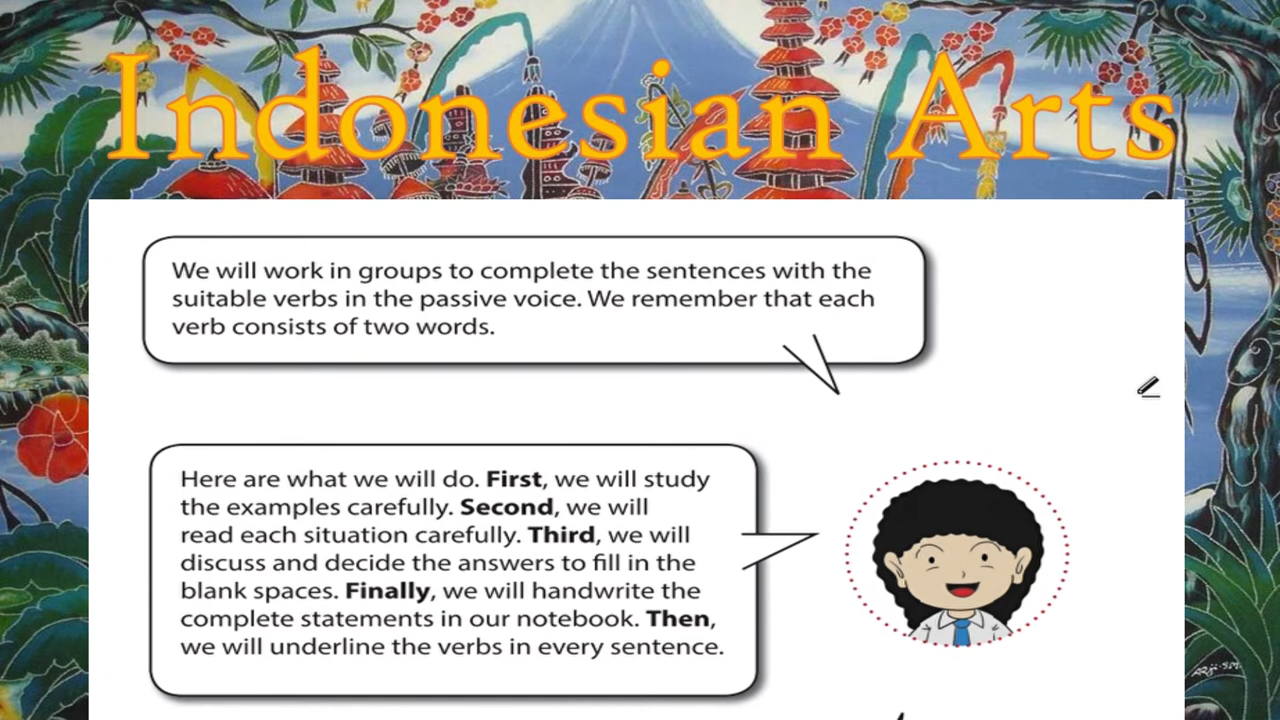 Indonesian Arts
We will work in groups to complete the sentences with the
suitable verbs in the passive voice. We remember that each
verb consists of two words.
Here are what we will do. First, we will study
the examples carefully. Second, we will
read each situation carefully. Third, we will
discuss and decide the answers to fill in the
blank spaces. Finally, we will handwrite the
complete statements in our notebook. Then,
we will underline the verbs in every sentence.